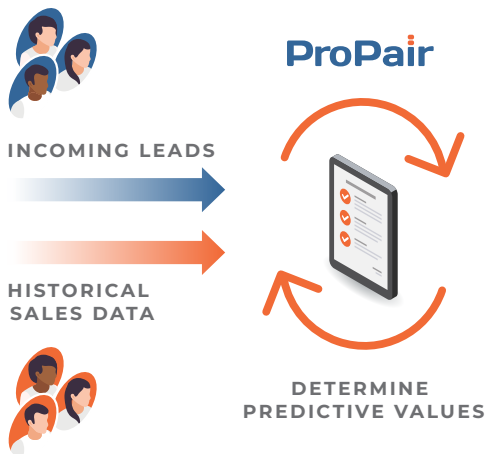 ProPair
INCOMING LEADS
HISTORICAL
SALES DATA
DETERMINE
PREDICTIVE VALUES